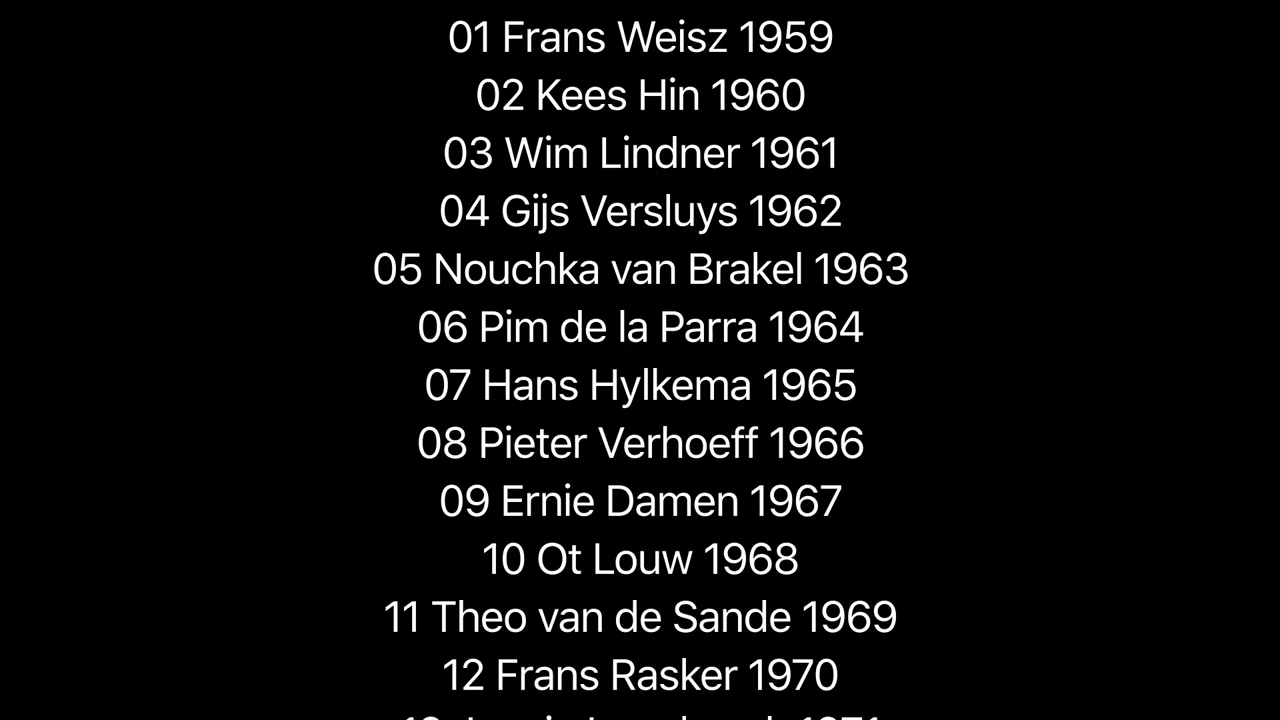 01 Frans Weisz 1959
02 Kees Hin 1960
03 Wim Lindner 1961
04 Gijs Versluys 1962
05 Nouchka van Brakel 1963
06 Pim de la Parra 1964
07 Hans Hylkema 1965
08 Pieter Verhoeff 1966
09 Ernie Damen 1967
10 Ot Louw 1968
11 Theo van de Sande 1969
12 Frans Rasker 1970